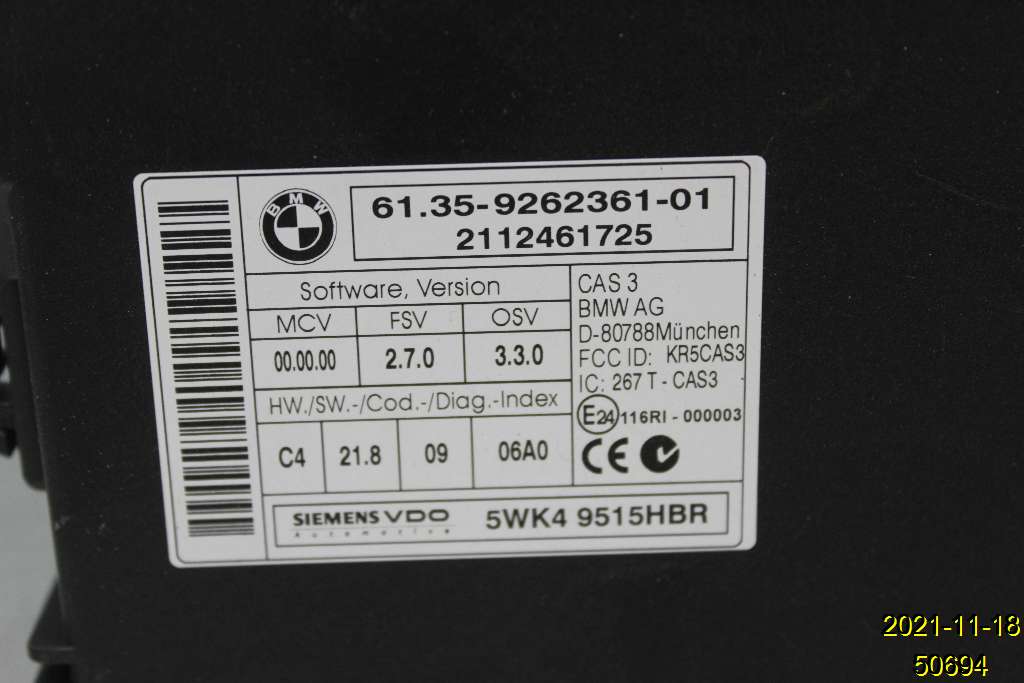 BMW
61.35-9262361-01
2112461725
Software, Version
MCV FSV OSV
00.00.00 2.7.0 3.3.0
HW./SW.-/Cod.-/Diag.-Index
C4 21.8 09 06A0
CAS 3
BMW AG
D-80788München
FCC ID: KR5CAS3
IC: 267 T - CAS3
E24 116RI - 000003
CE
SIEMENS VDO
Automotive
5WK4 9515HBR
2021-11-18
50694